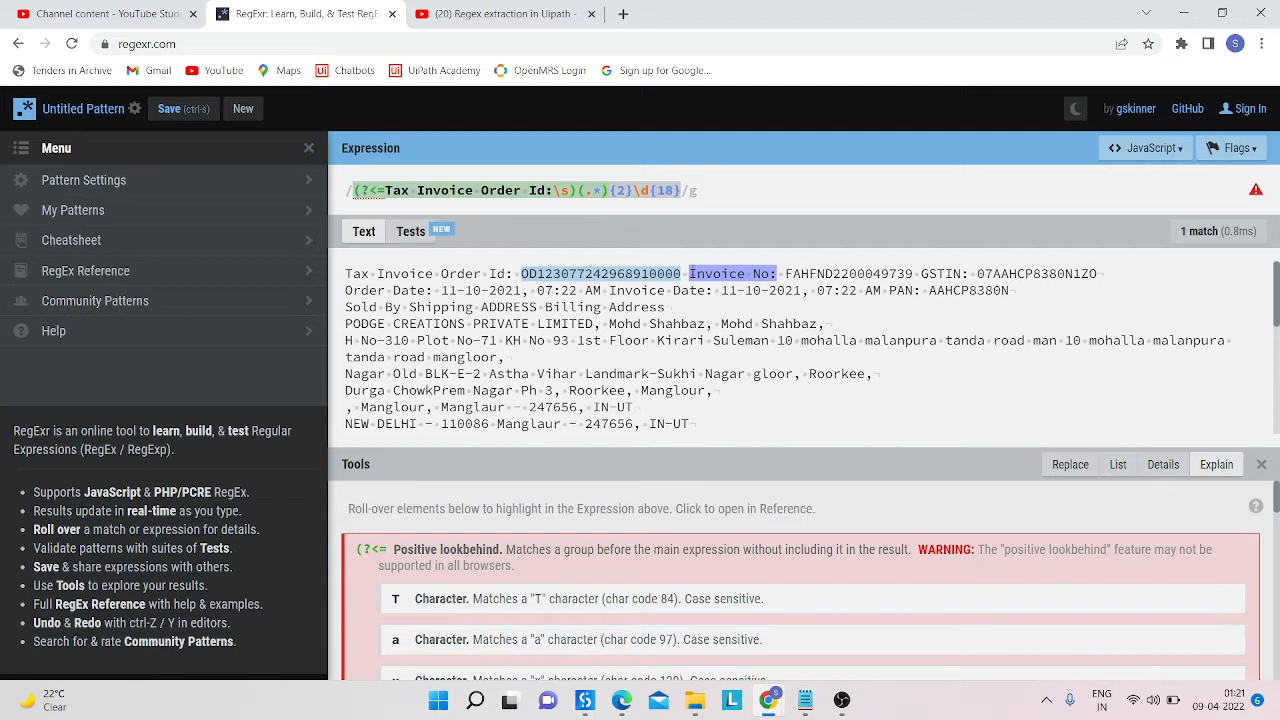 Channel content - YouTube Studi
RegExr: Learn, Build, & Test RegE
(20) Regex extraction in Uipath -
regexr.com
Tenders in Archive
Gmail
YouTube
Maps
Chatbots
UiPath Academy
OpenMRS Login
Sign up for Google...
Untitled Pattern
Save (ctrl-s)
New
by gskinner
GitHub
Sign In
Menu
Pattern Settings
My Patterns
Cheatsheet
RegEx Reference
Community Patterns
Help
RegExr is an online tool to learn, build, & test Regular
Expressions (RegEx / RegExp).
• Supports JavaScript & PHP/PCRE RegEx.
• Results update in real-time as you type.
• Roll over a match or expression for details.
• Validate patterns with suites of Tests.
• Save & share expressions with others.
• Use Tools to explore your results.
• Full RegEx Reference with help & examples.
• Undo & Redo with ctrl-Z / Y in editors.
• Search for & rate Community Patterns.
Expression
JavaScript
Flags
/(?<=Tax Invoice Order Id:\s)(.*){2}\d{18}/g
Text
Tests NEW
1 match (0.8ms)
Tax Invoice Order Id: OD123077242968910000 Invoice No: FAHFND2200049739 GSTIN: 07AAHCP8380N1ZO
Order Date: 11-10-2021, 07:22 AM Invoice Date: 11-10-2021, 07:22 AM PAN: AAHCP8380N
Sold By Shipping ADDRESS Billing Address
PODGE CREATIONS PRIVATE LIMITED, Mohd Shahbaz, Mohd Shahbaz,
H No-310 Plot No-71 KH No 93 1st Floor Kirari Suleman 10 mohalla malanpura tanda road man 10 mohalla malanpura
tanda road mangloor,
Nagar Old BLK-E-2 Astha Vihar Landmark-Sukhi Nagar gloor, Roorkee,
Durga ChowkPrem Nagar Ph 3, Roorkee, Manglour,
, Manglour, Manglaur - 247656, IN-UT
NEW DELHI - 110086 Manglaur - 247656, IN-UT
Tools
Replace
List
Details
Explain
Roll-over elements below to highlight in the Expression above. Click to open in Reference.
(?<= Positive lookbehind. Matches a group before the main expression without including it in the result. WARNING: The "positive lookbehind" feature may not be
supported in all browsers.
T Character. Matches a "T" character (char code 84). Case sensitive.
a Character. Matches a "a" character (char code 97). Case sensitive.
22°C
Clear
ENG
IN
01:21
09-04-2022
6